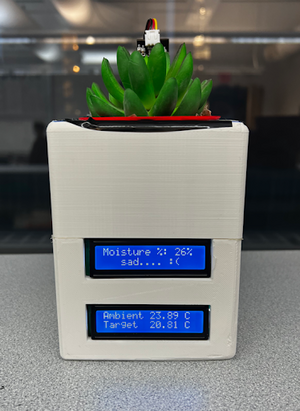 Moisture %: 26%
sad.... :(
Ambient 23.89 C
Target 20.81 C